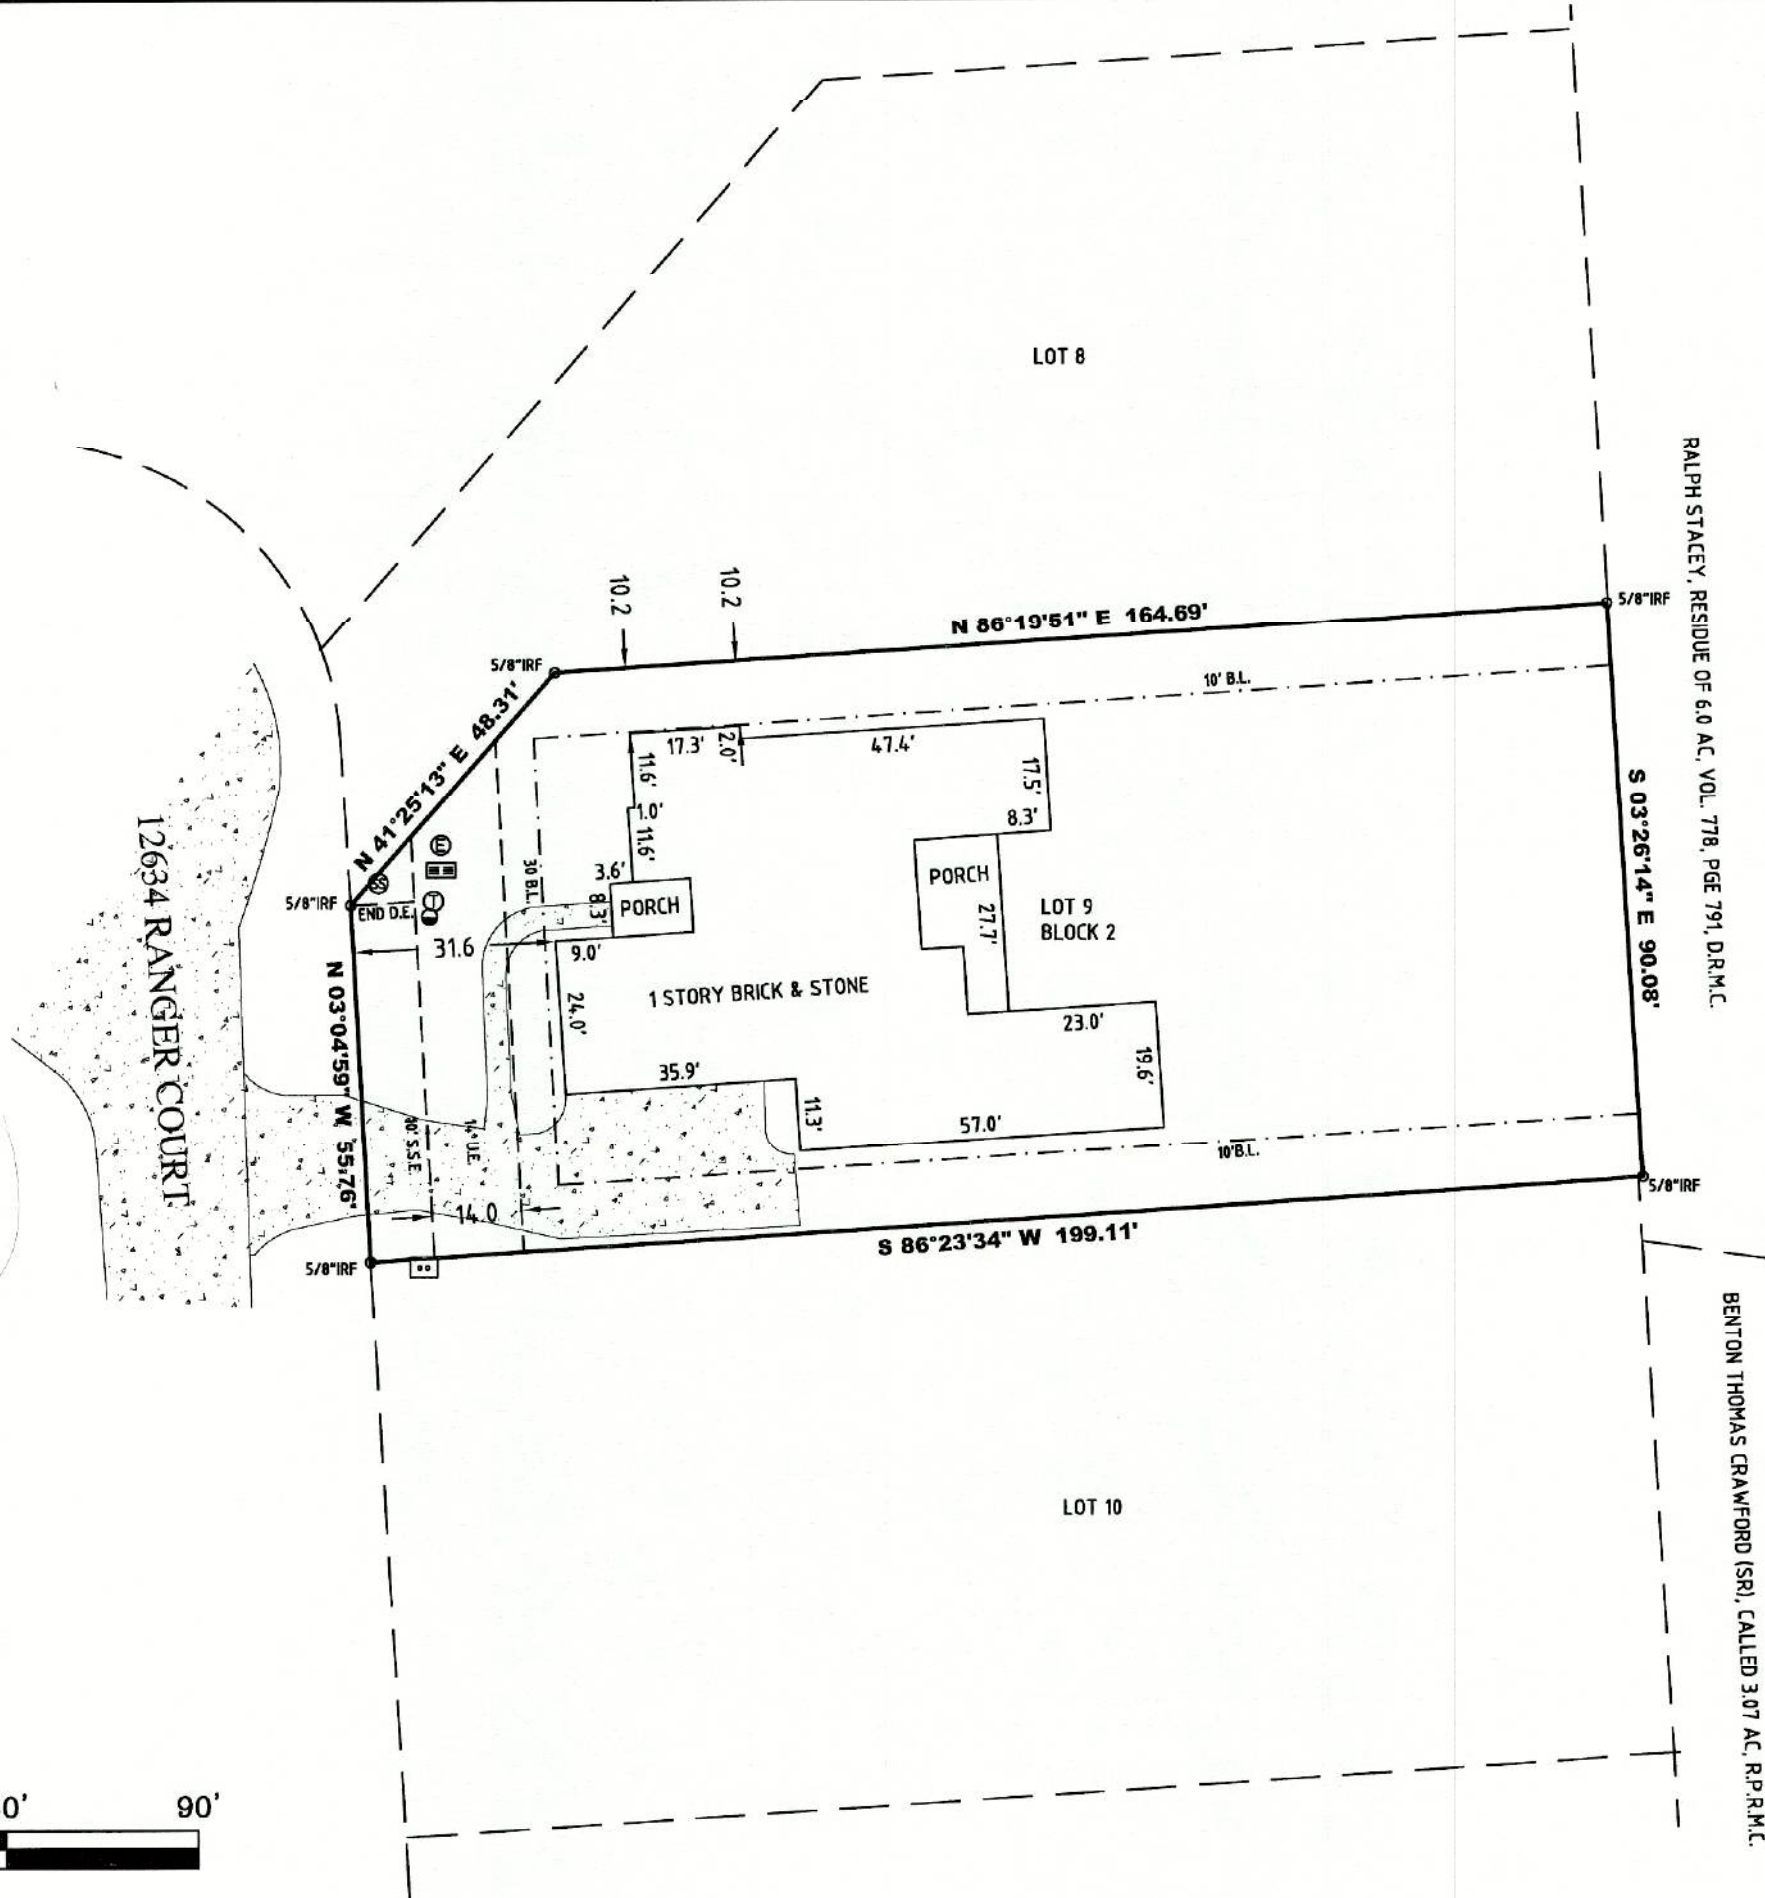 LOT 8
RALPH STACEY, RESIDUE OF 6.0 AC, VOL. 778, PGE 791, D.R.M.C.
10.2
10.2
N 86°19'51" E 164.69'
5/8"IRF
5/8"IRF
10' B.L.
N 41°25'13" E 48.31'
17.3'
2.0'
47.4'
11.6'
17.5'
1.0'
8.3'
11.6'
S 03°26'14" E 90.08'
30 B.L.
3.6'
PORCH
E
SS
T
5/8"IRF
END D.E.
8.3'
PORCH
27.7'
LOT 9
BLOCK 2
31.6
9.0'
1 STORY BRICK & STONE
24.0'
23.0'
12634 RANGER COURT
N 03°04'59" W 55.76'
35.9'
19.6'
11.3'
57.0'
10' S.S.E.
14' U.E.
10'B.L.
14.0
5/8"IRF
S 86°23'34" W 199.11'
5/8"IRF
BENTON THOMAS CRAWFORD (SR), CALLED 3.07 AC, R.P.R.M.C.
LOT 10
0'
90'